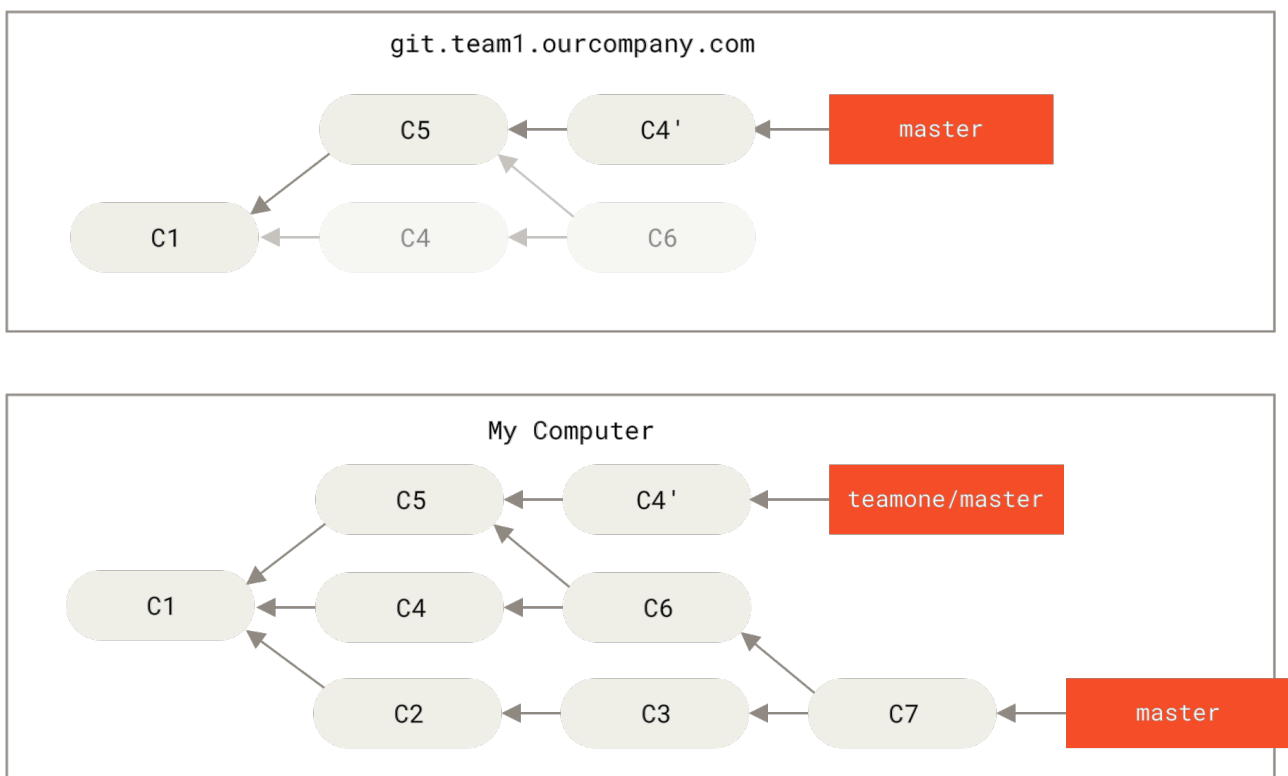 git.team1.ourcompany.com
C5 C4' master
C1 C4 C6
My Computer
C5 C4' teamone/master
C1 C4 C6
C2 C3 C7 master